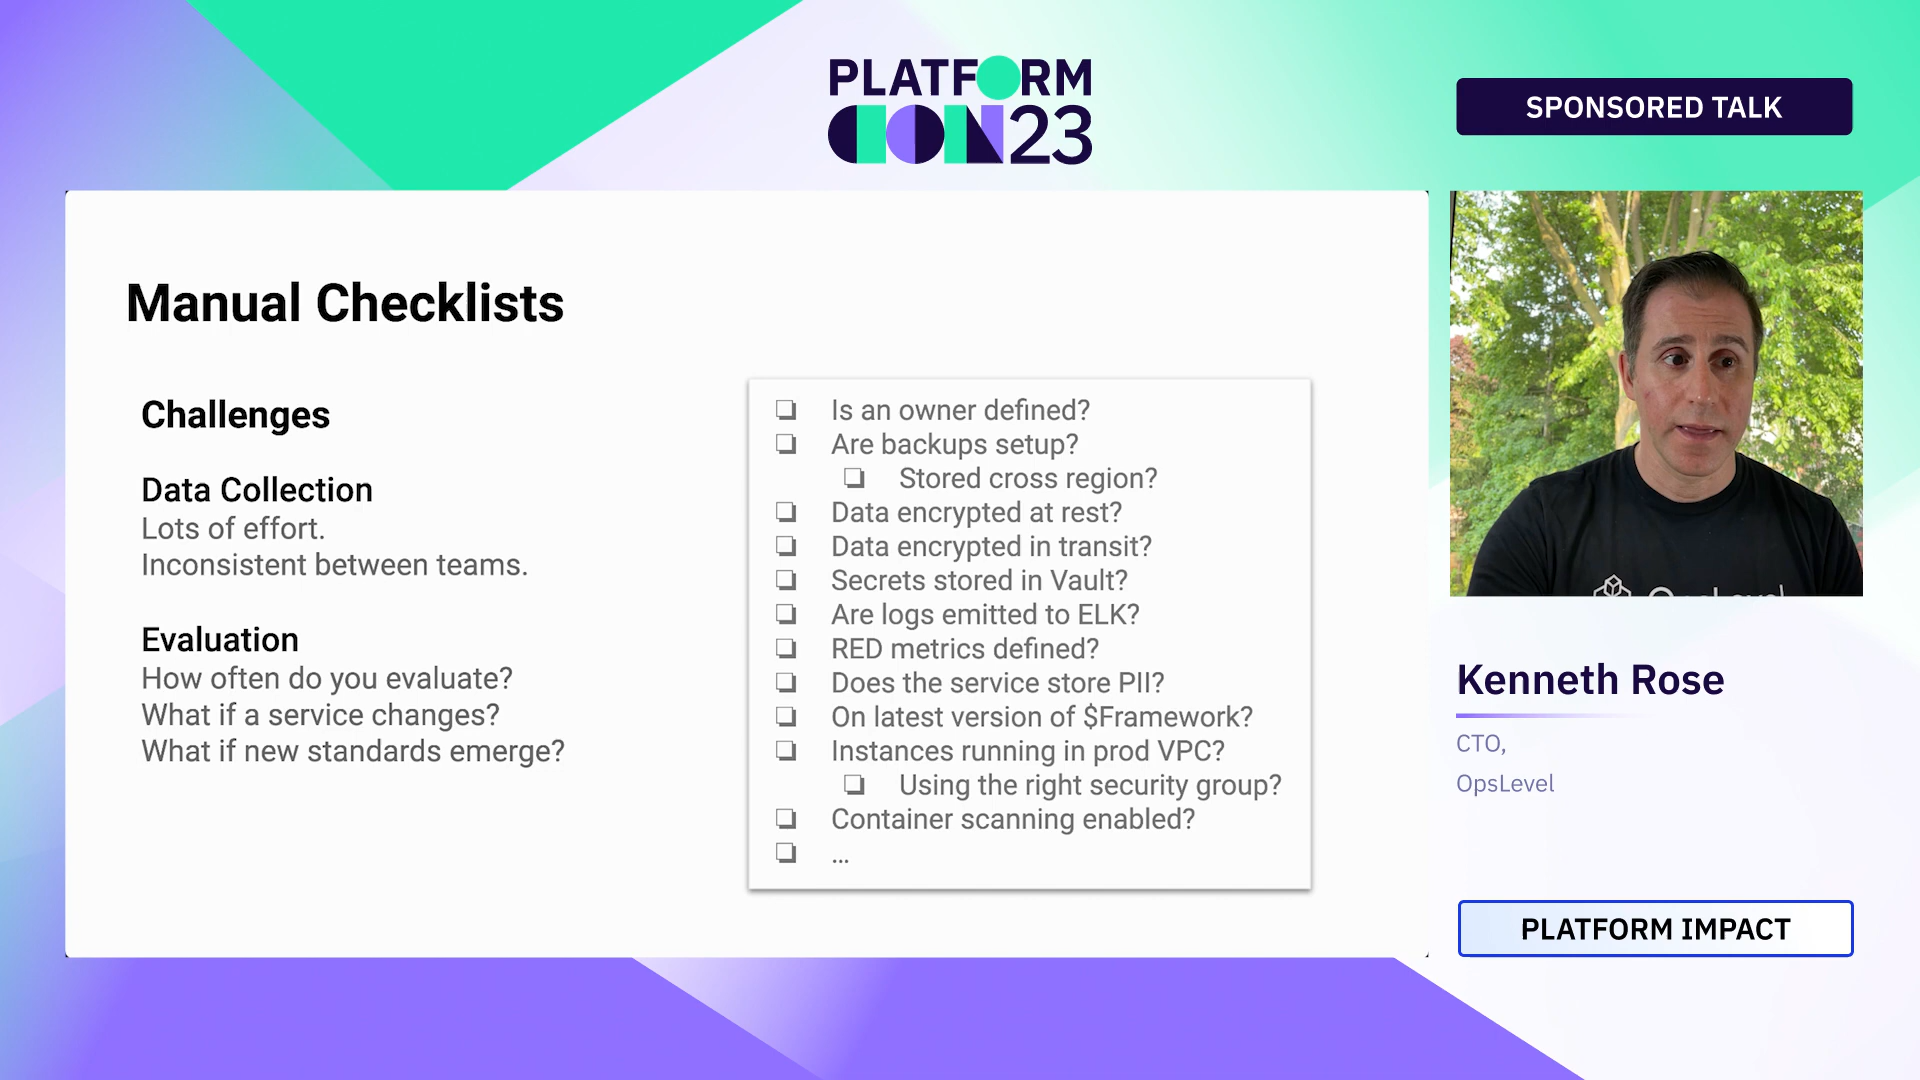 PLATFORM
CON23
SPONSORED TALK
Manual Checklists
Challenges
Data Collection
Lots of effort.
Inconsistent between teams.
Evaluation
How often do you evaluate?
What if a service changes?
What if new standards emerge?
Is an owner defined?
Are backups setup?
Stored cross region?
Data encrypted at rest?
Data encrypted in transit?
Secrets stored in Vault?
Are logs emitted to ELK?
RED metrics defined?
Does the service store PII?
On latest version of $Framework?
Instances running in prod VPC?
Using the right security group?
Container scanning enabled?
...
OpsLevel
Kenneth Rose
CTO,
OpsLevel
PLATFORM IMPACT